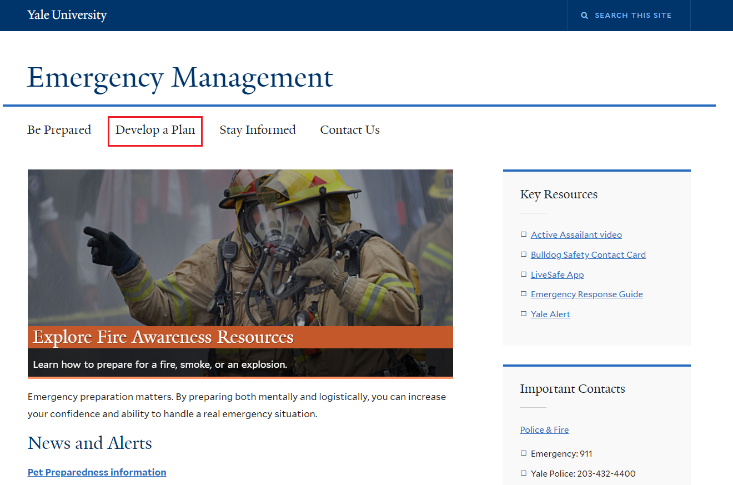 Yale University
SEARCH THIS SITE
Emergency Management
Be Prepared Develop a Plan Stay Informed Contact Us
Explore Fire Awareness Resources
Learn how to prepare for a fire, smoke, or an explosion.
Emergency preparation matters. By preparing both mentally and logistically, you can increase
your confidence and ability to handle a real emergency situation.
News and Alerts
Pet Preparedness information
Key Resources
Active Assailant video
Bulldog Safety Contact Card
LiveSafe App
Emergency Response Guide
Yale Alert
Important Contacts
Police & Fire
Emergency: 911
Yale Police: 203-432-4400